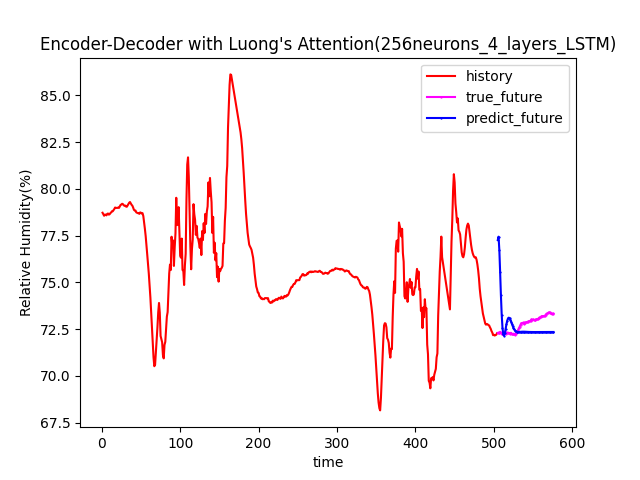 Encoder-Decoder with Luong's Attention(256neurons_4_layers_LSTM)
history
true_future
predict_future
Relative Humidity(%)
85.0
82.5
80.0
77.5
75.0
72.5
70.0
67.5
0 100 200 300 400 500 600
time